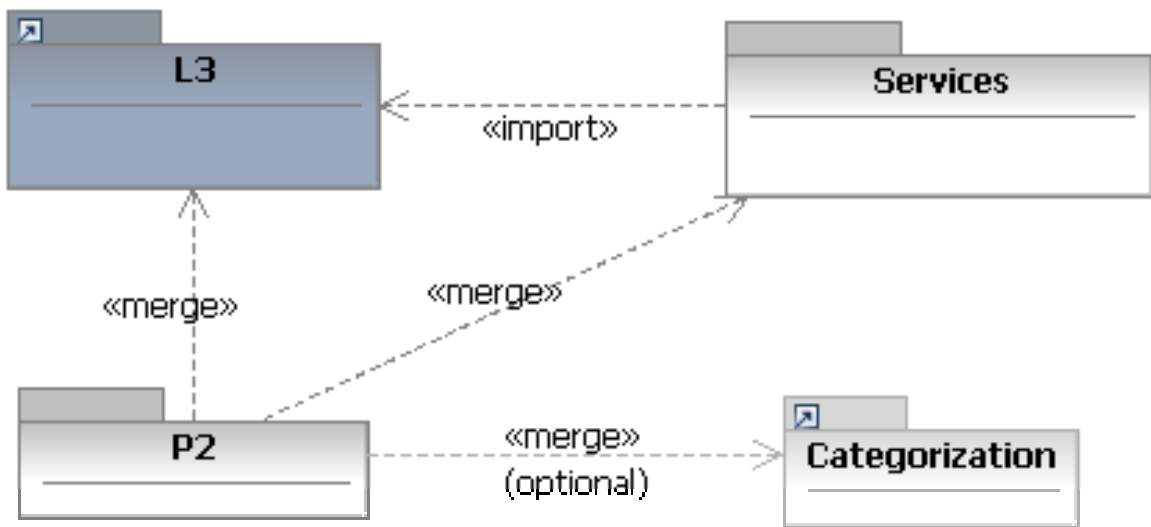 L3
Services
«import»
«merge»
«merge»
P2
«merge»
(optional)
Categorization